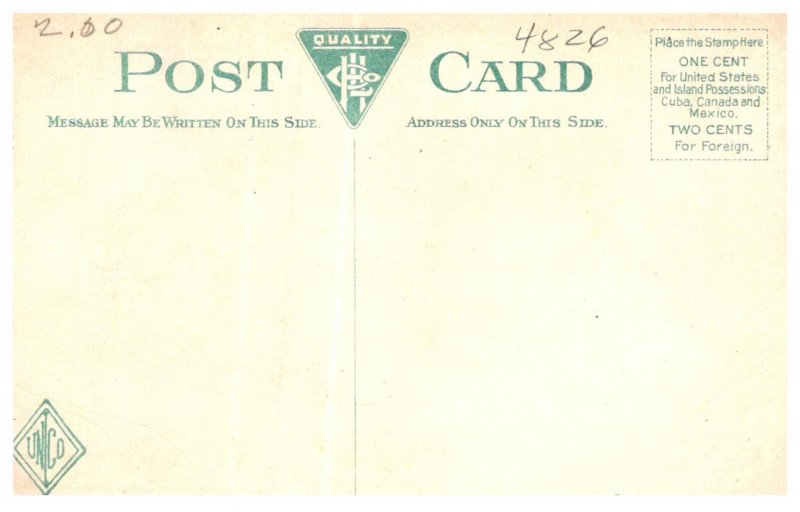 2.00
4826
QUALITY
POST CARD
MESSAGE MAY BE WRITTEN ON THIS SIDE.
ADDRESS ONLY ON THIS SIDE.
Place the Stamp Here
ONE CENT
For United States
and Island Possessions
Cuba, Canada and
Mexico.
TWO CENTS
For Foreign.
UNCO